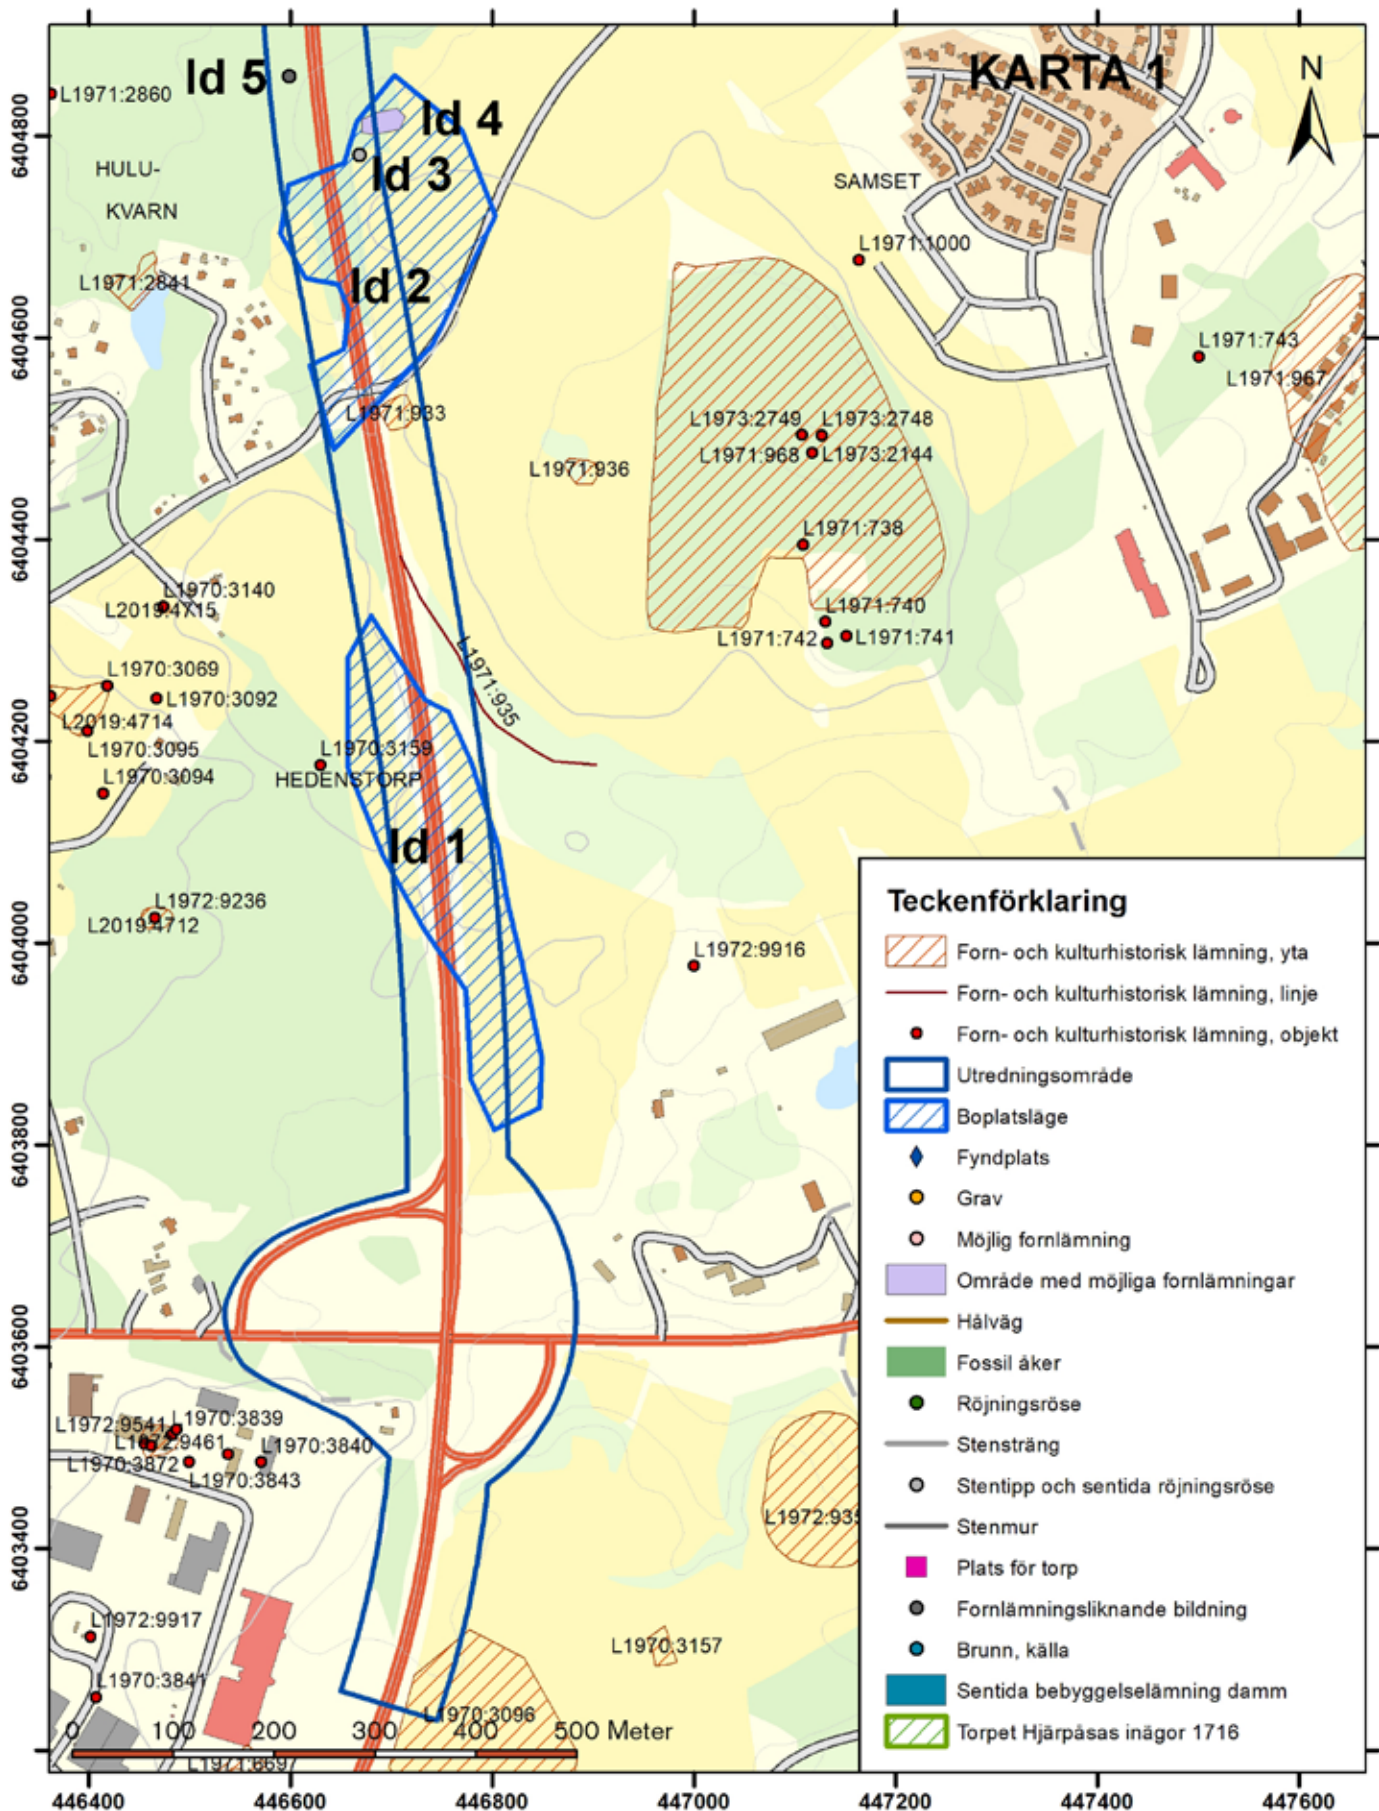 KARTA 1
N
Id 5
L1971:2860
Id 4
Id 3
HULU-
KVARN
SAMSET
L1971:1000
L1971:2841
Id 2
L1971:743
L1971:967
L1971:933
L1973:2749
L1973:2748
L1971:968
L1973:2144
L1971:936
L1971:738
L1970:3140
L2019:4715
L1971:740
L1971:742
L1971:741
L1971:935
L1970:3069
L1970:3092
L2019:4714
L1970:3095
L1970:3094
L1970:3159
HEDENSTORP
Id 1
L1972:9236
L2019:4712
L1972:9916
L1972:9541
L1970:3839
L1972:9461
L1970:3840
L1970:3872
L1970:3843
L1972:935
L1972:9917
L1970:3157
L1970:3841
L1970:3096
L1971:6697
0 100 200 300 400 500 Meter
Teckenförklaring
Forn- och kulturhistorisk lämning, yta
Forn- och kulturhistorisk lämning, linje
Forn- och kulturhistorisk lämning, objekt
Utredningsområde
Boplatsläge
Fyndplats
Grav
Möjlig fornlämning
Område med möjliga fornlämningar
Hålväg
Fossil åker
Röjningsröse
Stensträng
Stentipp och sentida röjningsröse
Stenmur
Plats för torp
Fornlämningsliknande bildning
Brunn, källa
Sentida bebyggelselämning damm
Torpet Hjärpåsas inägor 1716
6404800
6404600
6404400
6404200
6404000
6403800
6403600
6403400
446400 446600 446800 447000 447200 447400 447600